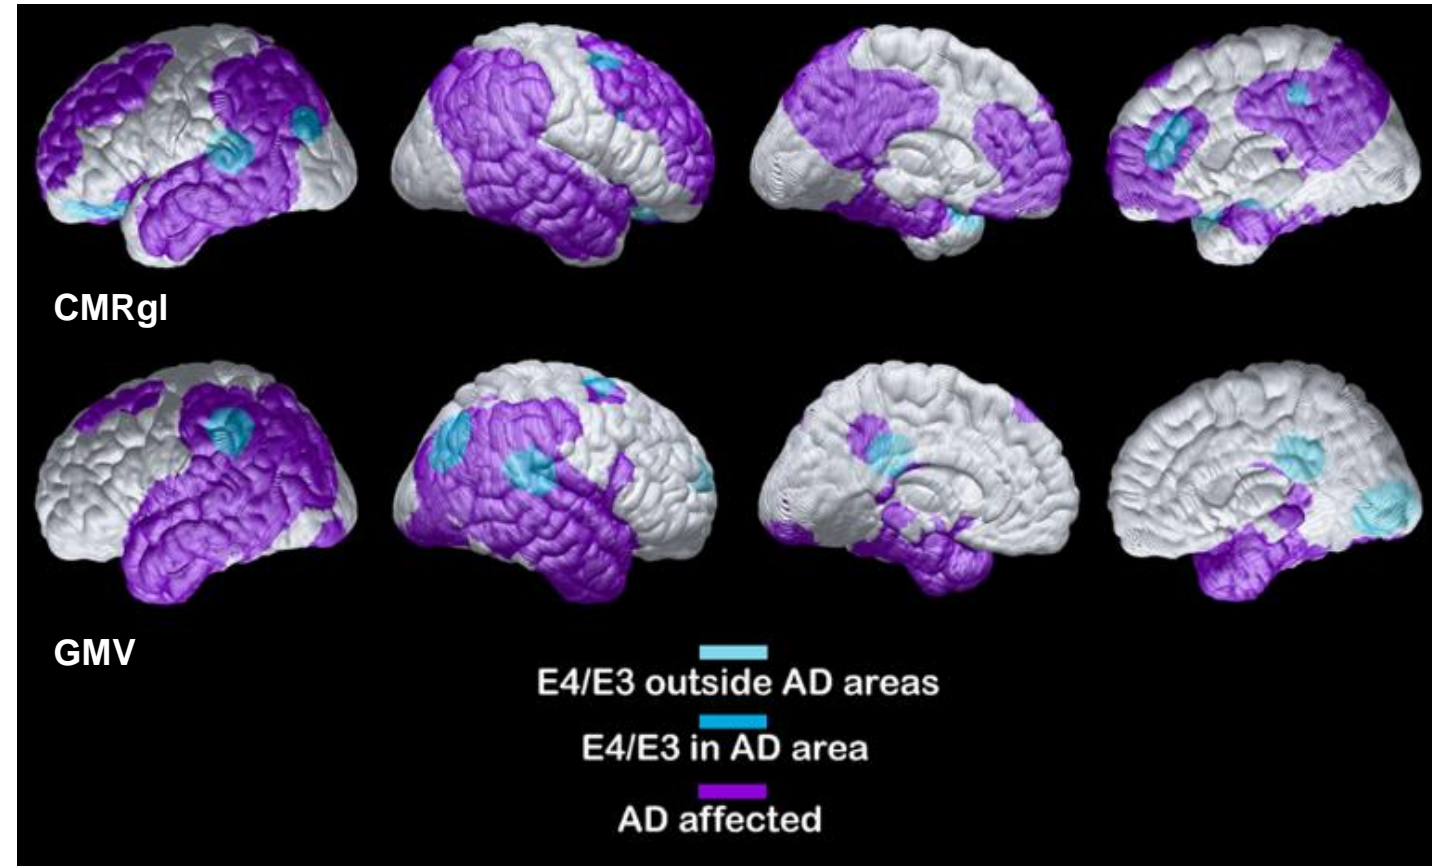 CMRgl
GMV
E4/E3 outside AD areas
E4/E3 in AD area
AD affected